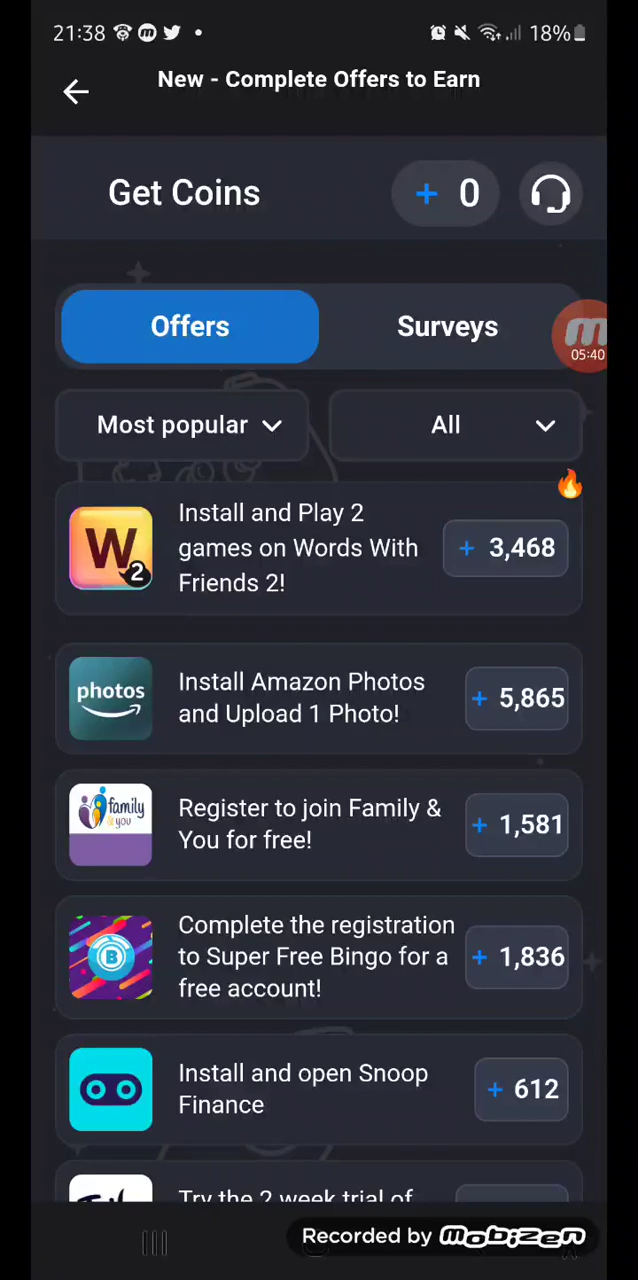 21:38
18%
New - Complete Offers to Earn
Get Coins
+ 0
Offers
Surveys
05:40
Most popular
All
Install and Play 2
games on Words With
Friends 2!
+ 3,468
W
2
photos
Install Amazon Photos
and Upload 1 Photo!
+ 5,865
family
& you
Register to join Family &
You for free!
+ 1,581
B
Complete the registration
to Super Free Bingo for a
free account!
+ 1,836
Install and open Snoop
Finance
+ 612
Try the 2 week trial of
Recorded by mobizen